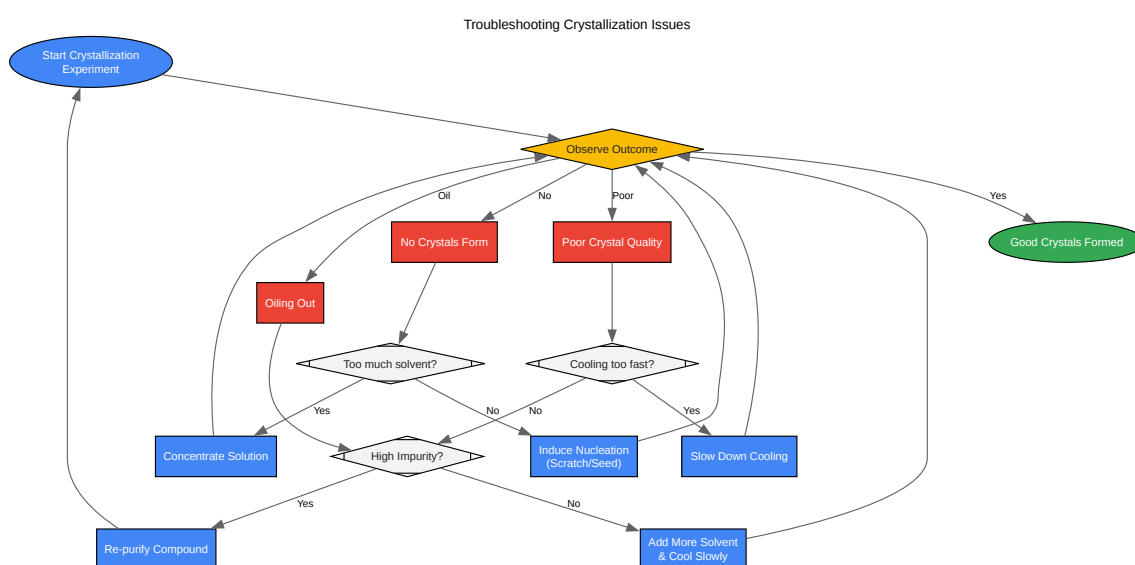 Troubleshooting Crystallization Issues
Start Crystallization
Experiment
Observe Outcome
Oil
No
Poor
Yes
No Crystals Form
Poor Crystal Quality
Good Crystals Formed
Oiling Out
Too much solvent?
Cooling too fast?
Yes
No
No
Yes
Concentrate Solution
High Impurity?
Induce Nucleation
(Scratch/Seed)
Slow Down Cooling
Yes
No
Re-purify Compound
Add More Solvent
& Cool Slowly